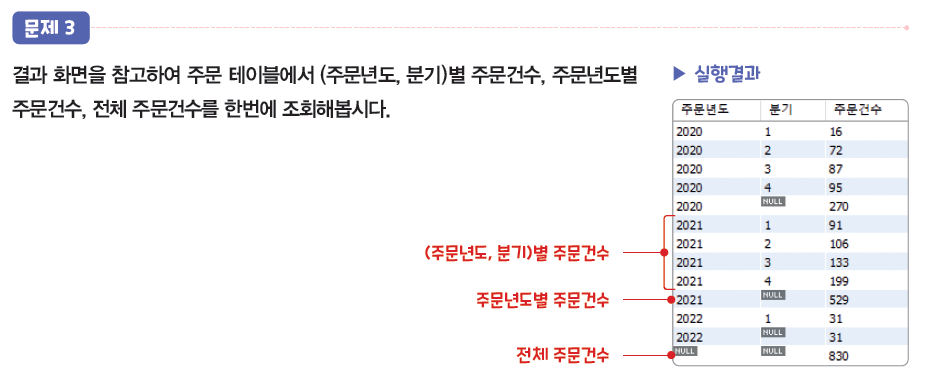 문제 3
결과 화면을 참고하여 주문 테이블에서 (주문년도, 분기)별 주문건수, 주문년도별
주문건수, 전체 주문건수를 한번에 조회해봅시다.
▶ 실행결과
주문년도 분기 주문건수
2020 1 16
2020 2 72
2020 3 87
2020 4 95
2020 NULL 270
2021 1 91
2021 2 106
2021 3 133
2021 4 199
2021 NULL 529
2022 1 31
2022 NULL 31
NULL NULL 830
(주문년도, 분기)별 주문건수
주문년도별 주문건수
전체 주문건수